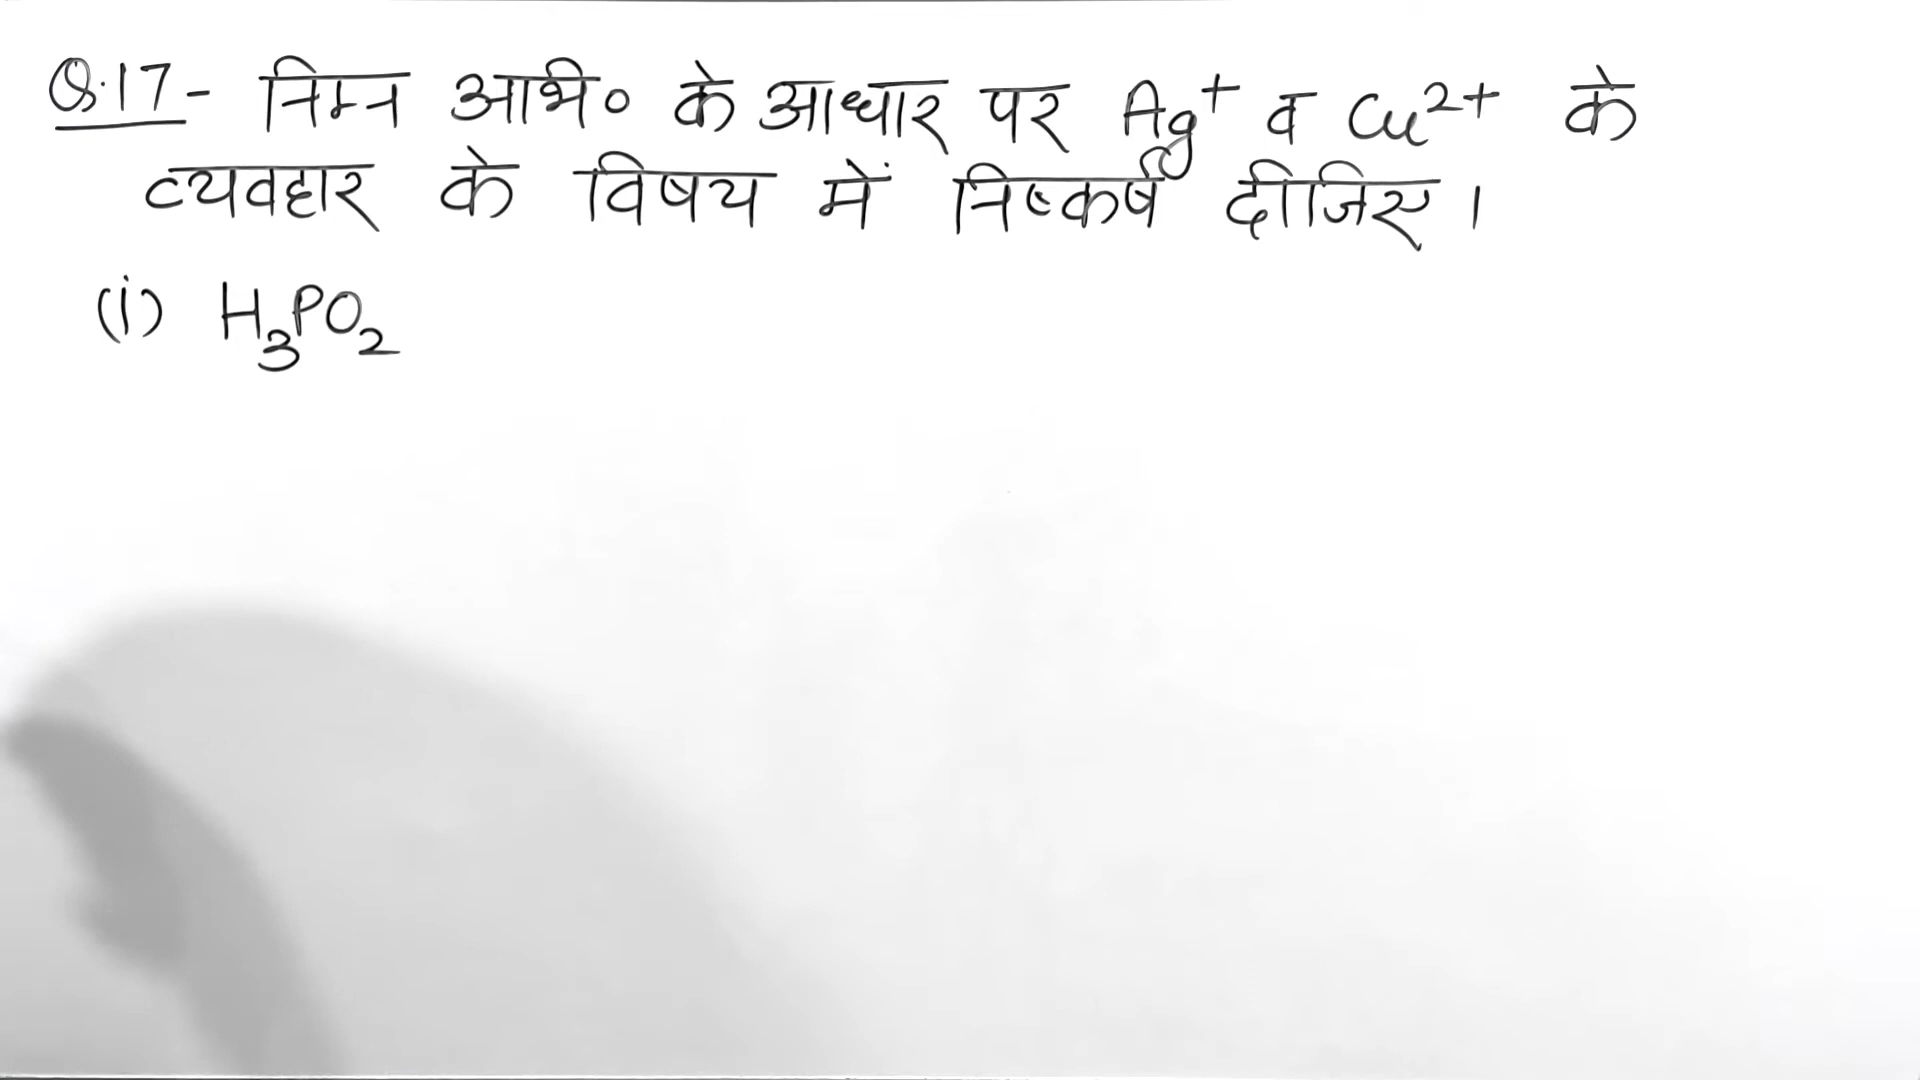 Q.17- निम्न अभि० के आधार पर Ag⁺ व Cu²⁺ के
व्यवहार के विषय में निष्कर्ष दीजिए।
(i) H₃PO₂